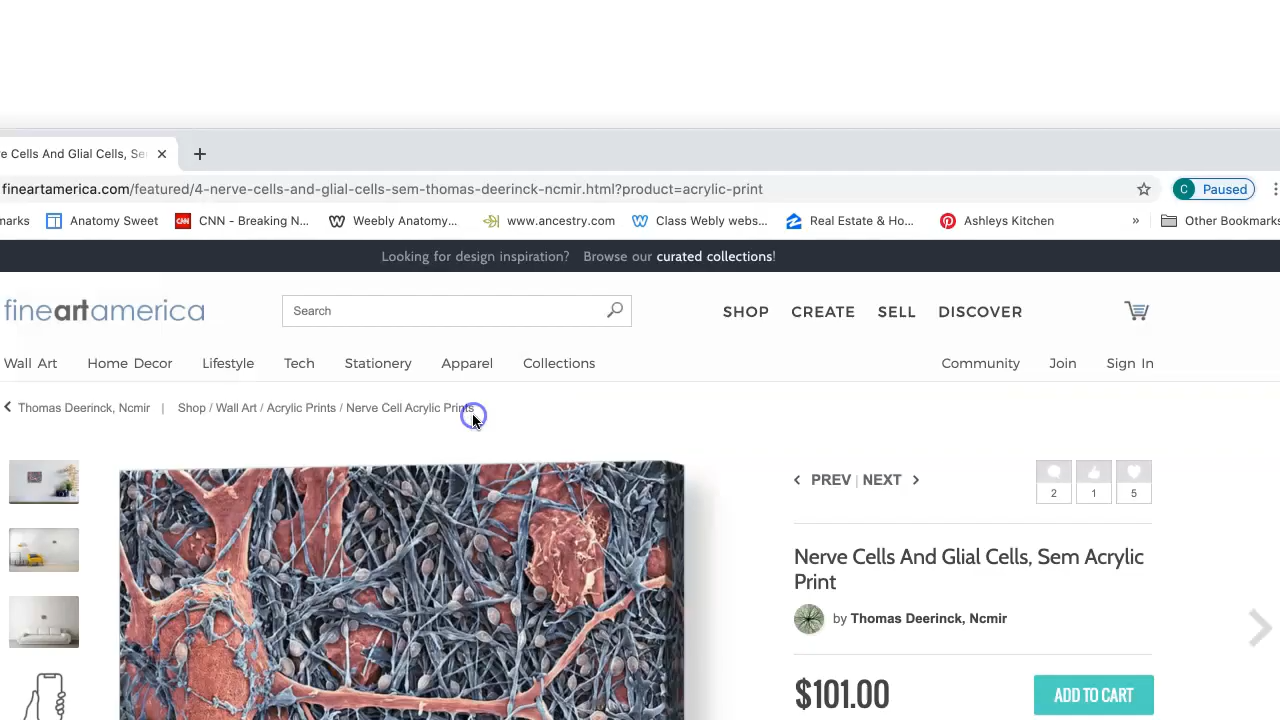 e Cells And Glial Cells, Se
fineartamerica.com/featured/4-nerve-cells-and-glial-cells-sem-thomas-deerinck-ncmir.html?product=acrylic-print
C Paused
marks Anatomy Sweet CNN - Breaking N... Weebly Anatomy... www.ancestry.com Class Webly webs... Real Estate & Ho... Ashleys Kitchen » Other Bookmarks
Looking for design inspiration? Browse our curated collections!
fineartamerica
Search
SHOP CREATE SELL DISCOVER
Wall Art Home Decor Lifestyle Tech Stationery Apparel Collections Community Join Sign In
Thomas Deerinck, Ncmir | Shop / Wall Art / Acrylic Prints / Nerve Cell Acrylic Prints
PREV | NEXT
2 1 5
Nerve Cells And Glial Cells, Sem Acrylic
Print
by Thomas Deerinck, Ncmir
$101.00
ADD TO CART